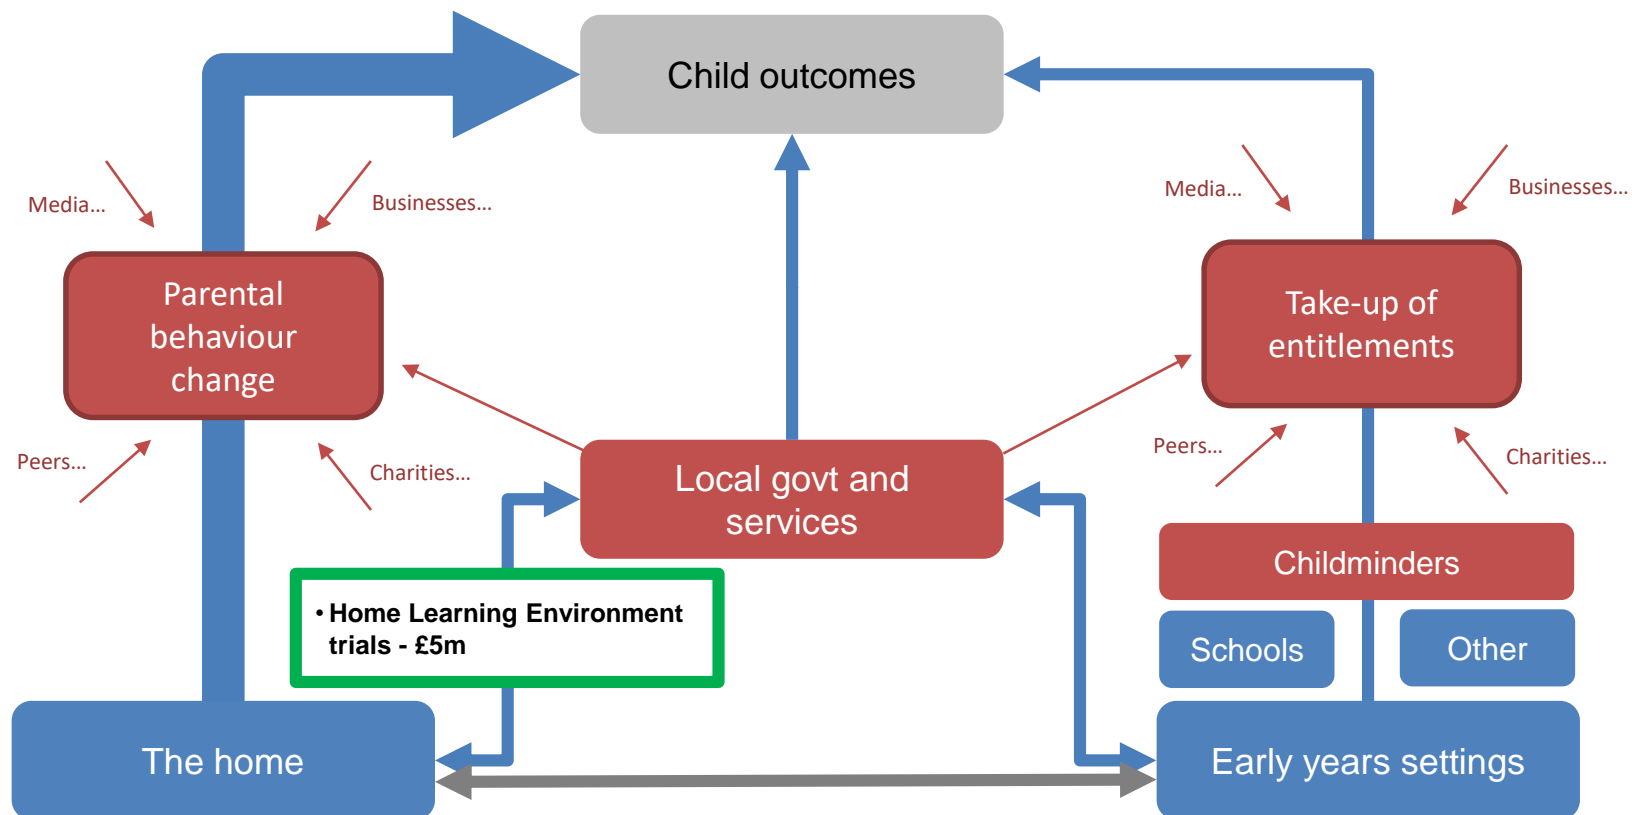 Child outcomes
Media...
Businesses...
Media...
Businesses...
Parental
behaviour
change
Take-up of
entitlements
Peers...
Charities...
Peers...
Charities...
Local govt and
services
Childminders
• Home Learning Environment
trials - £5m
Schools
Other
The home
Early years settings